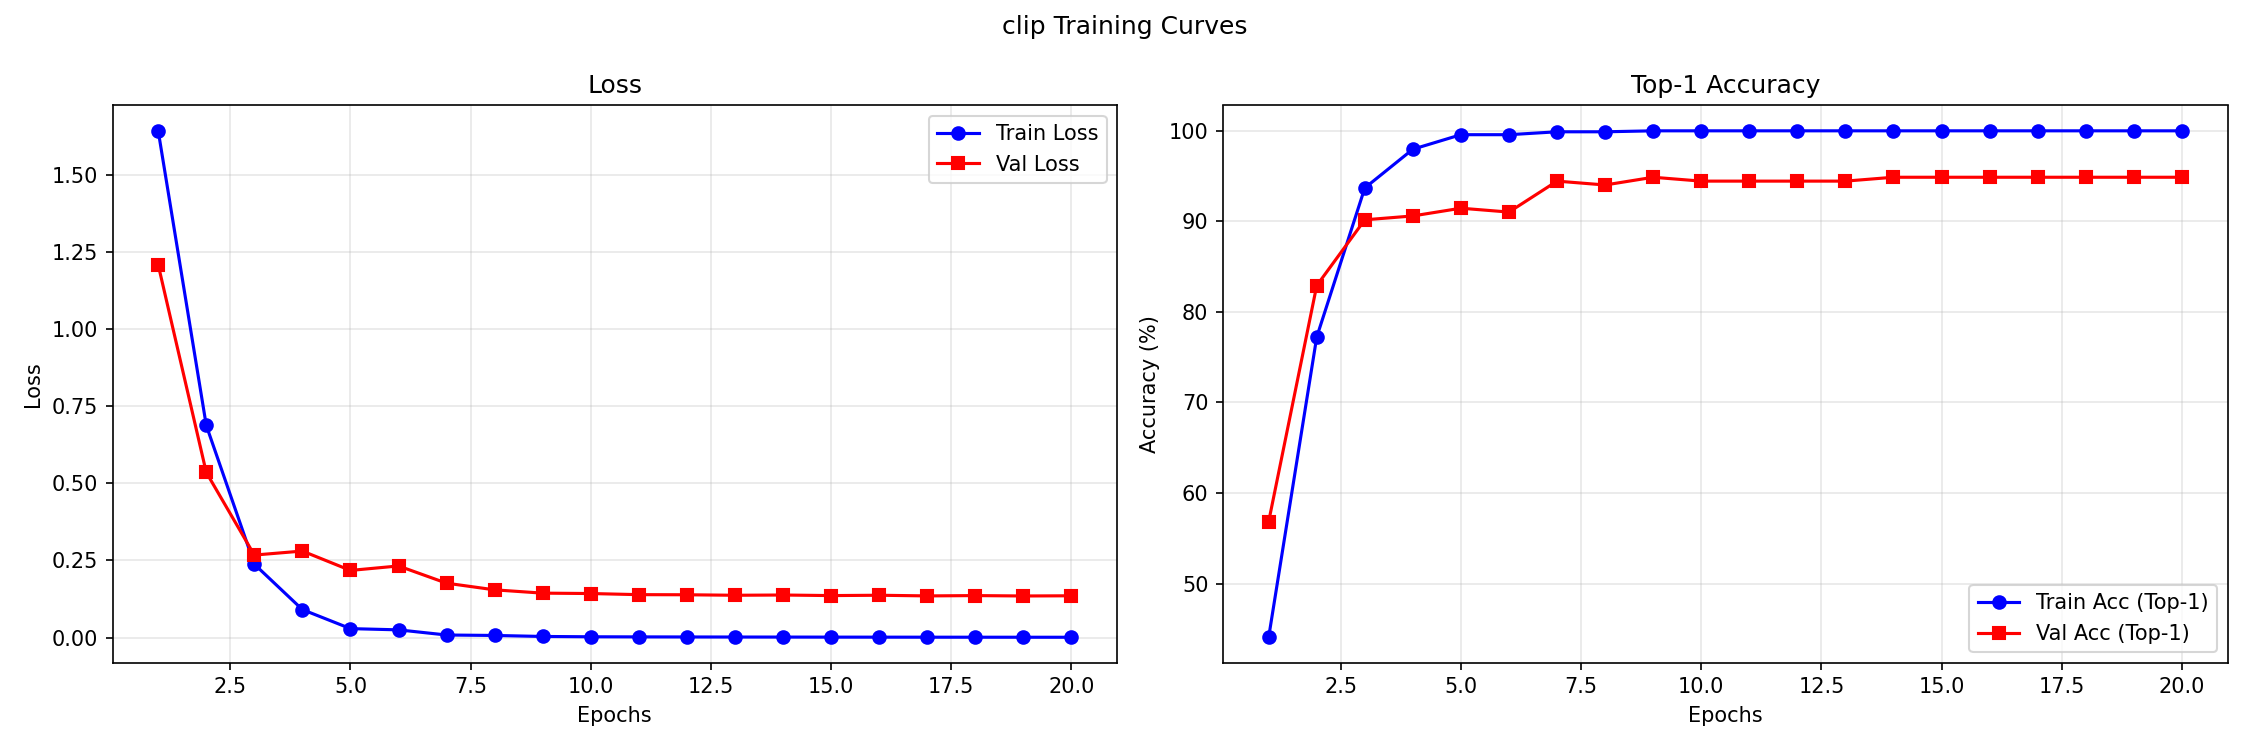 clip Training Curves
Loss
Train Loss
Val Loss
1.50
1.25
1.00
0.75
0.50
0.25
0.00
Loss
2.5 5.0 7.5 10.0 12.5 15.0 17.5 20.0
Epochs
Top-1 Accuracy
100
90
80
70
60
50
Accuracy (%)
Train Acc (Top-1)
Val Acc (Top-1)
2.5 5.0 7.5 10.0 12.5 15.0 17.5 20.0
Epochs